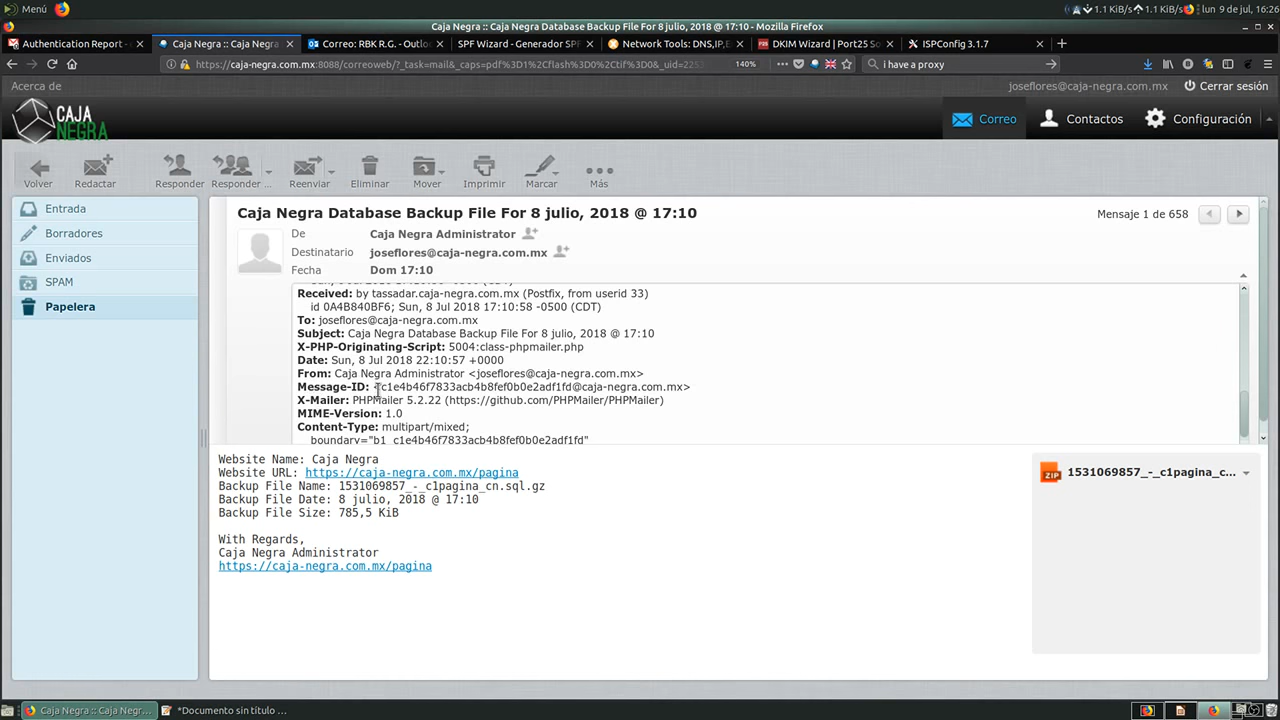 Menú
1.1 KiB/s 1.1 KiB/s lun 9 de jul, 16:26
Caja Negra :: Caja Negra Database Backup File For 8 julio, 2018 @ 17:10 - Mozilla Firefox
Authentication Report -
Caja Negra :: Caja Negra
Correo: RBK R.G. - Outlo
SPF Wizard - Generador SPF
Network Tools: DNS,IP,E
DKIM Wizard | Port25 So
ISPConfig 3.1.7
https://caja-negra.com.mx:8088/correoweb/?_task=mail&_caps=pdf%3D1%2Cflash%3D0%2Ctif%3D0&_uid=225
140%
i have a proxy
Acerca de
joseflores@caja-negra.com.mx Cerrar sesión
CAJA
NEGRA
Correo Contactos Configuración
Volver Redactar Responder Responder ... Reenviar Eliminar Mover Imprimir Marcar Más
Entrada
Borradores
Enviados
SPAM
Papelera
Caja Negra Database Backup File For 8 julio, 2018 @ 17:10
Mensaje 1 de 658
De Caja Negra Administrator
Destinatario joseflores@caja-negra.com.mx
Fecha Dom 17:10
Received: by tassadar.caja-negra.com.mx (Postfix, from userid 33)
id 0A4B840BF6; Sun, 8 Jul 2018 17:10:58 -0500 (CDT)
To: joseflores@caja-negra.com.mx
Subject: Caja Negra Database Backup File For 8 julio, 2018 @ 17:10
X-PHP-Originating-Script: 5004:class-phpmailer.php
Date: Sun, 8 Jul 2018 22:10:57 +0000
From: Caja Negra Administrator <joseflores@caja-negra.com.mx>
Message-ID: <c1e4b46f7833acb4b8fef0b0e2adf1fd@caja-negra.com.mx>
X-Mailer: PHPMailer 5.2.22 (https://github.com/PHPMailer/PHPMailer)
MIME-Version: 1.0
Content-Type: multipart/mixed;
boundary="b1_c1e4b46f7833acb4b8fef0b0e2adf1fd"
Website Name: Caja Negra
Website URL: https://caja-negra.com.mx/pagina
Backup File Name: 1531069857_-_c1pagina_cn.sql.gz
Backup File Date: 8 julio, 2018 @ 17:10
Backup File Size: 785,5 KiB
With Regards,
Caja Negra Administrator
https://caja-negra.com.mx/pagina
ZIP
1531069857_-_c1pagina_c...
Caja Negra :: Caja Negr...
*Documento sin título ...